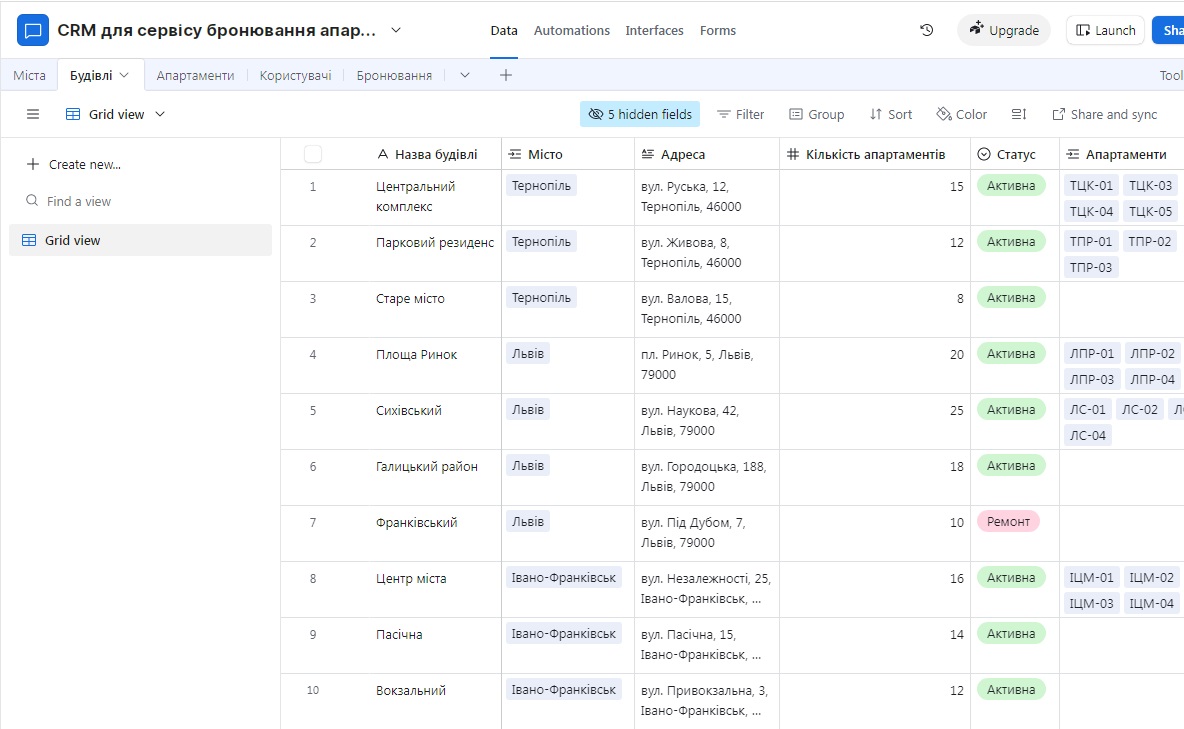 CRM для сервісу бронювання апар...
Data Automations Interfaces Forms
Upgrade Launch Sha
Міста Будівлі Апартаменти Користувачі Бронювання Tool
Grid view 5 hidden fields Filter Group Sort Color Share and sync
Create new...
Find a view
Grid view
Назва будівлі Місто Адреса Кількість апартаментів Статус Апартаменти
1 Центральний Тернопіль вул. Руська, 12, 15 Активна ТЦК-01 ТЦК-03
комплекс Тернопіль, 46000 ТЦК-04 ТЦК-05
2 Парковий резиденс Тернопіль вул. Живова, 8, 12 Активна ТПР-01 ТПР-02
Тернопіль, 46000 ТПР-03
3 Старе місто Тернопіль вул. Валова, 15, 8 Активна
Тернопіль, 46000
4 Площа Ринок Львів пл. Ринок, 5, Львів, 20 Активна ЛПР-01 ЛПР-02
79000 ЛПР-03 ЛПР-04
5 Сихівський Львів вул. Наукова, 42, 25 Активна ЛС-01 ЛС-02
Львів, 79000 ЛС-04
6 Галицький район Львів вул. Городоцька, 188, 18 Активна
Львів, 79000
7 Франківський Львів вул. Під Дубом, 7, 10 Ремонт
Львів, 79000
8 Центр міста Івано-Франківськ вул. Незалежності, 25, 16 Активна ІЦМ-01 ІЦМ-02
Івано-Франківськ, ... ІЦМ-03 ІЦМ-04
9 Пасічна Івано-Франківськ вул. Пасічна, 15, 14 Активна
Івано-Франківськ, ...
10 Вокзальний Івано-Франківськ вул. Привокзальна, 3, 12 Активна
Івано-Франківськ, ...